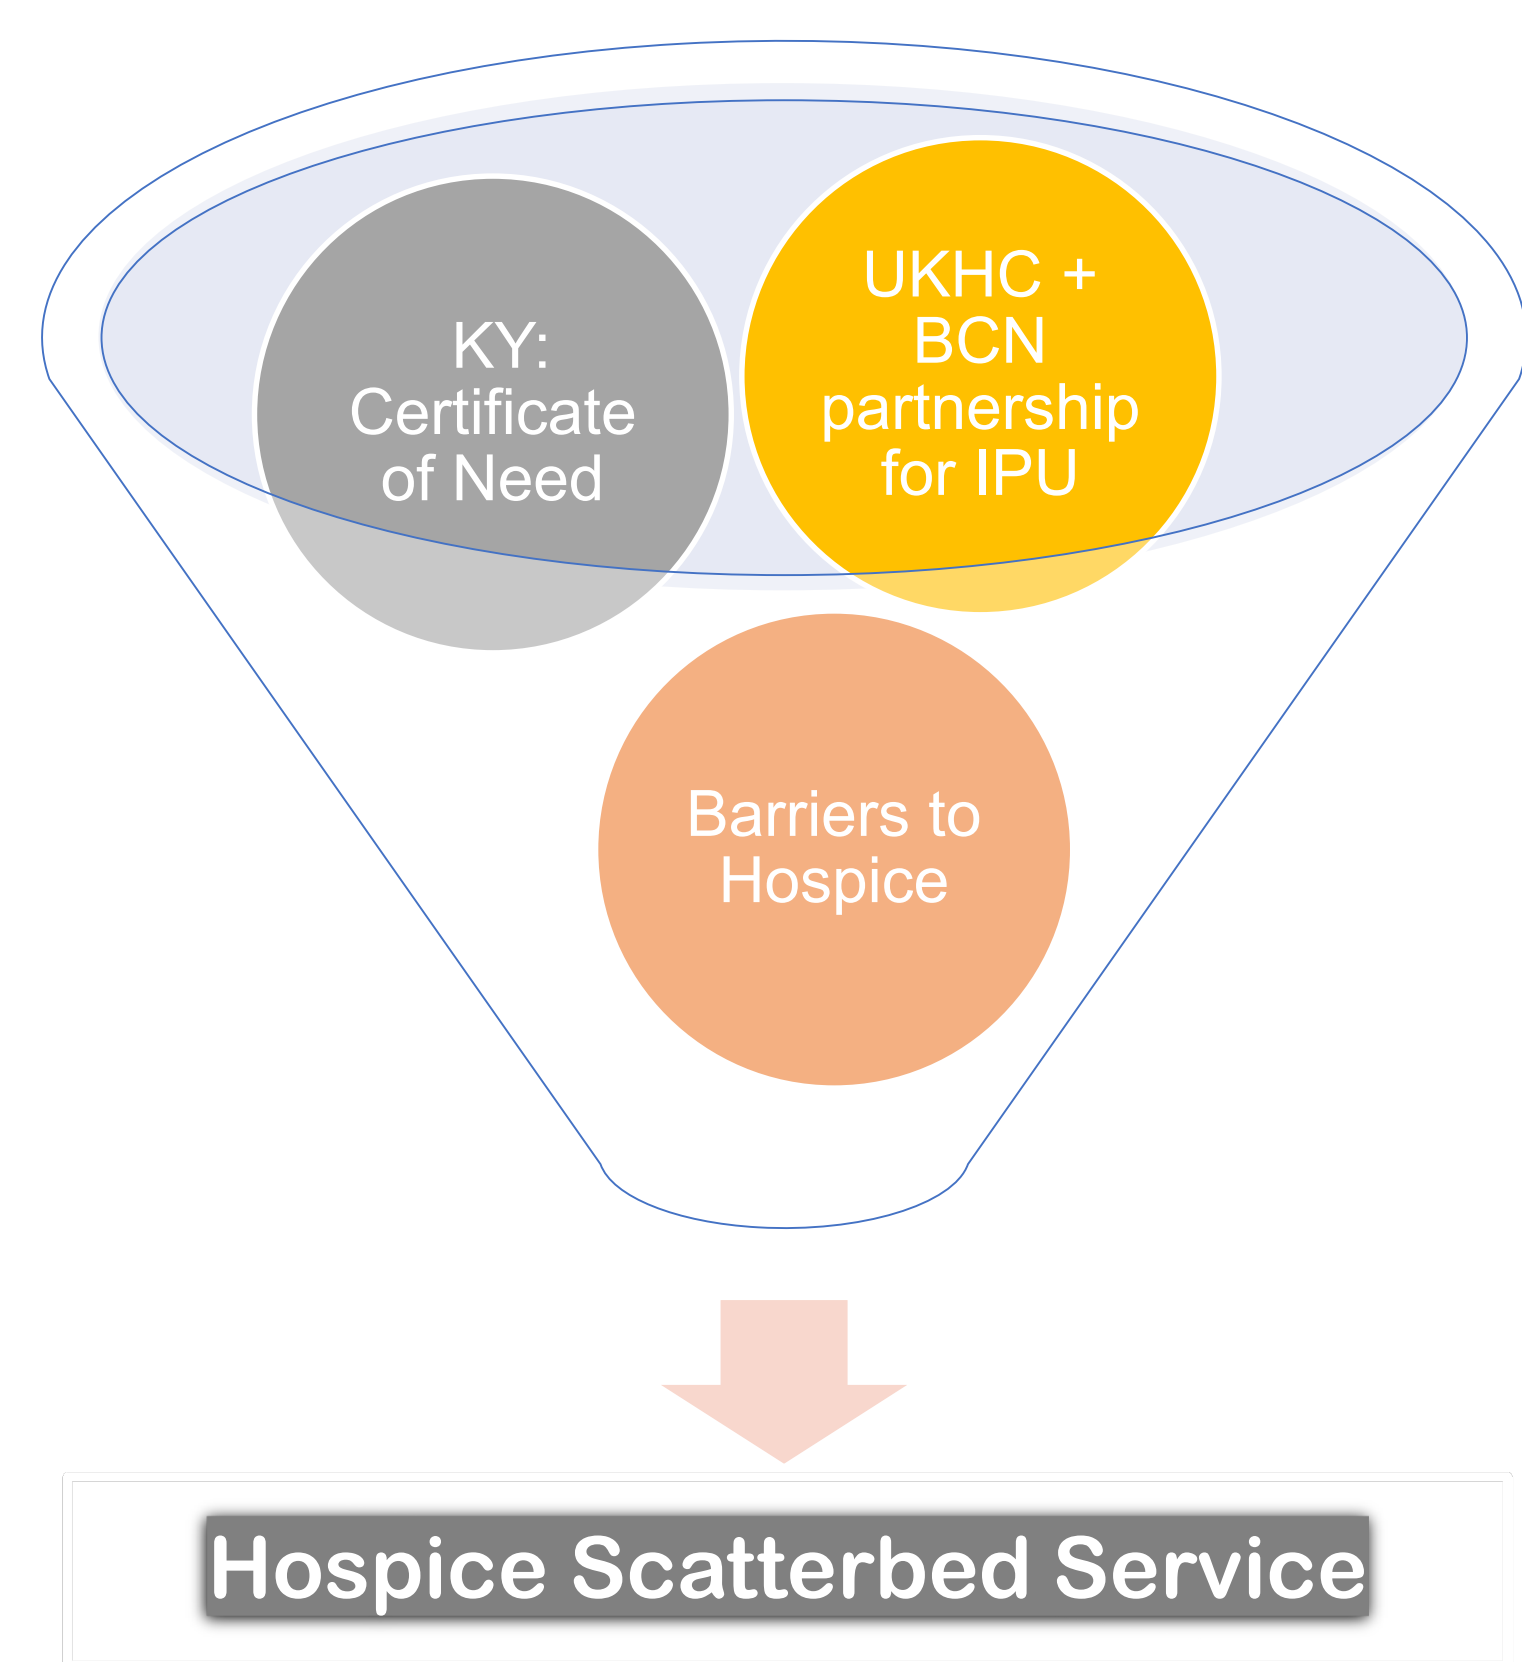 KY:
Certificate
of Need
UKHC +
BCN
partnership
for IPU
Barriers to
Hospice
Hospice Scatterbed Service